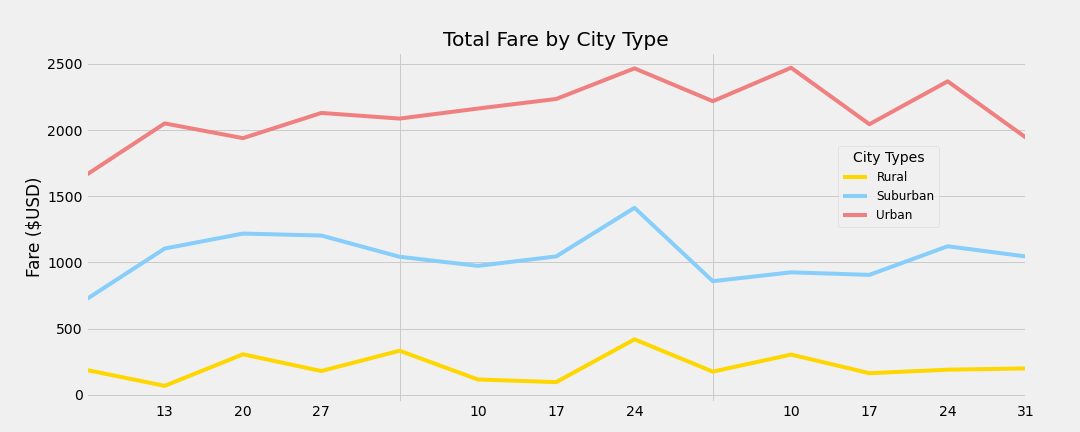 Total Fare by City Type
2500
2000
1500
1000
500
0
Fare ($USD)
City Types
Rural
Suburban
Urban
13 20 27 10 17 24 10 17 24 31